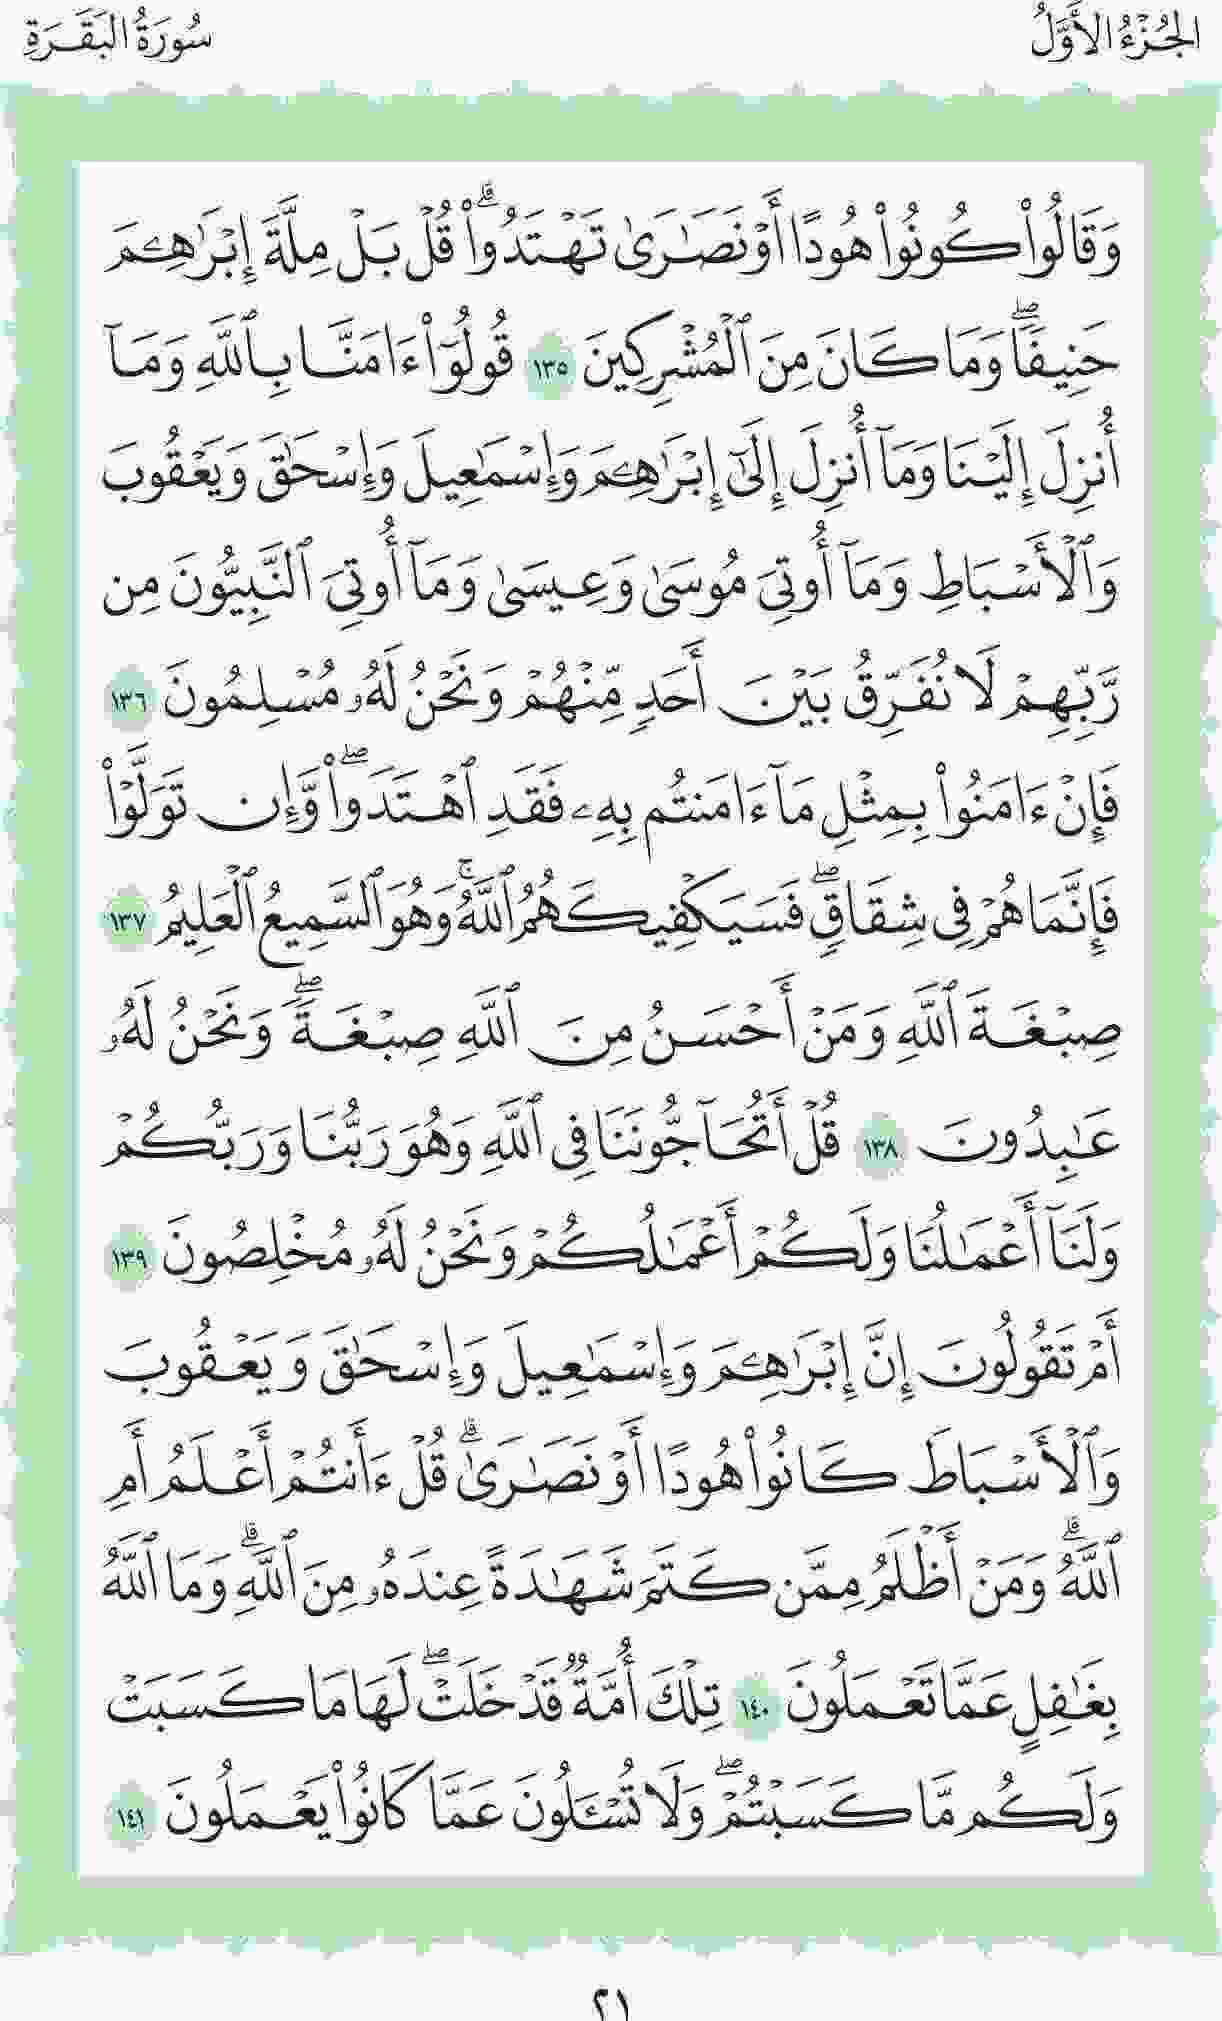 الجُزْءُ الأَوَّلُ
سُورَةُ البَقَرَةِ
وَقَالُوا۟ كُونُوا۟ هُودًا أَوْ نَصَـٰرَىٰ تَهْتَدُوا۟ ۗ قُلْ بَلْ مِلَّةَ إِبْرَٰهِـۧمَ
حَنِيفًا ۖ وَمَا كَانَ مِنَ ٱلْمُشْرِكِينَ ١٣٥ قُولُوٓا۟ ءَامَنَّا بِٱللَّهِ وَمَآ
أُنزِلَ إِلَيْنَا وَمَآ أُنزِلَ إِلَىٰٓ إِبْرَٰهِـۧمَ وَإِسْمَـٰعِيلَ وَإِسْحَـٰقَ وَيَعْقُوبَ
وَٱلْأَسْبَاطِ وَمَآ أُوتِىَ مُوسَىٰ وَعِيسَىٰ وَمَآ أُوتِىَ ٱلنَّبِيُّونَ مِن
رَّبِّهِمْ لَا نُفَرِّقُ بَيْنَ أَحَدٍ مِّنْهُمْ وَنَحْنُ لَهُۥ مُسْلِمُونَ ١٣٦
فَإِنْ ءَامَنُوا۟ بِمِثْلِ مَآ ءَامَنتُم بِهِۦ فَقَدِ ٱهْتَدَوا۟ ۖ وَّإِن تَوَلَّوْا۟
فَإِنَّمَا هُمْ فِى شِقَاقٍ ۖ فَسَيَكْفِيكَهُمُ ٱللَّهُ ۚ وَهُوَ ٱلسَّمِيعُ ٱلْعَلِيمُ ١٣٧
صِبْغَةَ ٱللَّهِ وَمَنْ أَحْسَنُ مِنَ ٱللَّهِ صِبْغَةً ۖ وَنَحْنُ لَهُۥ
عَـٰبِدُونَ ١٣٨ قُلْ أَتُحَآجُّونَنَا فِى ٱللَّهِ وَهُوَ رَبُّنَا وَرَبُّكُمْ
وَلَنَآ أَعْمَـٰلُنَا وَلَكُمْ أَعْمَـٰلُكُمْ وَنَحْنُ لَهُۥ مُخْلِصُونَ ١٣٩
أَمْ تَقُولُونَ إِنَّ إِبْرَٰهِـۧمَ وَإِسْمَـٰعِيلَ وَإِسْحَـٰقَ وَيَعْقُوبَ
وَٱلْأَسْبَاطَ كَانُوا۟ هُودًا أَوْ نَصَـٰرَىٰ ۗ قُلْ ءَأَنتُمْ أَعْلَمُ أَمِ
ٱللَّهُ ۗ وَمَنْ أَظْلَمُ مِمَّن كَتَمَ شَهَـٰدَةً عِندَهُۥ مِنَ ٱللَّهِ ۗ وَمَا ٱللَّهُ
بِغَـٰفِلٍ عَمَّا تَعْمَلُونَ ١٤٠ تِلْكَ أُمَّةٌ قَدْ خَلَتْ ۖ لَهَا مَا كَسَبَتْ
وَلَكُم مَّا كَسَبْتُمْ ۖ وَلَا تُسْـَٔلُونَ عَمَّا كَانُوا۟ يَعْمَلُونَ ١٤١
٢١